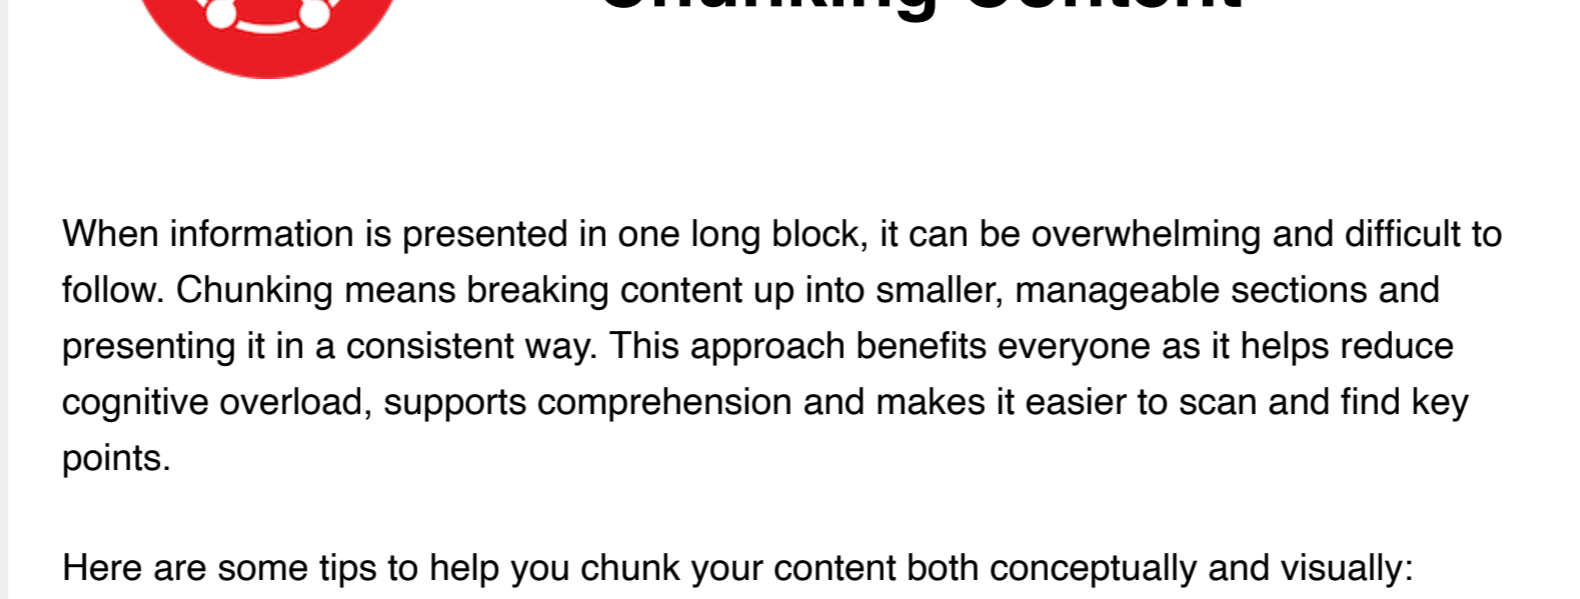 Chunking Content
When information is presented in one long block, it can be overwhelming and difficult to
follow. Chunking means breaking content up into smaller, manageable sections and
presenting it in a consistent way. This approach benefits everyone as it helps reduce
cognitive overload, supports comprehension and makes it easier to scan and find key
points.
Here are some tips to help you chunk your content both conceptually and visually: